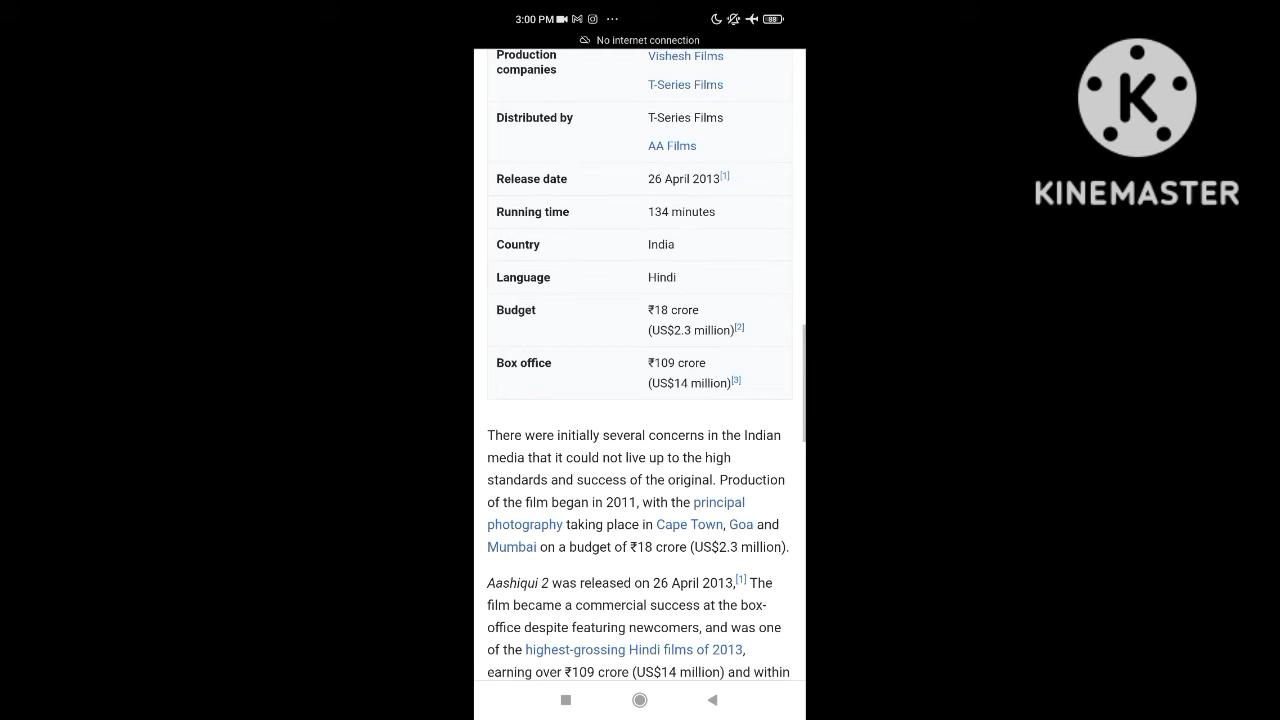 3:00 PM
88
No internet connection
Production
companies
Vishesh Films
T-Series Films
Distributed by
T-Series Films
AA Films
Release date
26 April 2013[1]
Running time
134 minutes
Country
India
Language
Hindi
Budget
₹18 crore
(US$2.3 million)[2]
Box office
₹109 crore
(US$14 million)[3]
There were initially several concerns in the Indian
media that it could not live up to the high
standards and success of the original. Production
of the film began in 2011, with the principal
photography taking place in Cape Town, Goa and
Mumbai on a budget of ₹18 crore (US$2.3 million).
Aashiqui 2 was released on 26 April 2013,[1] The
film became a commercial success at the box-
office despite featuring newcomers, and was one
of the highest-grossing Hindi films of 2013,
earning over ₹109 crore (US$14 million) and within
K
KINEMASTER